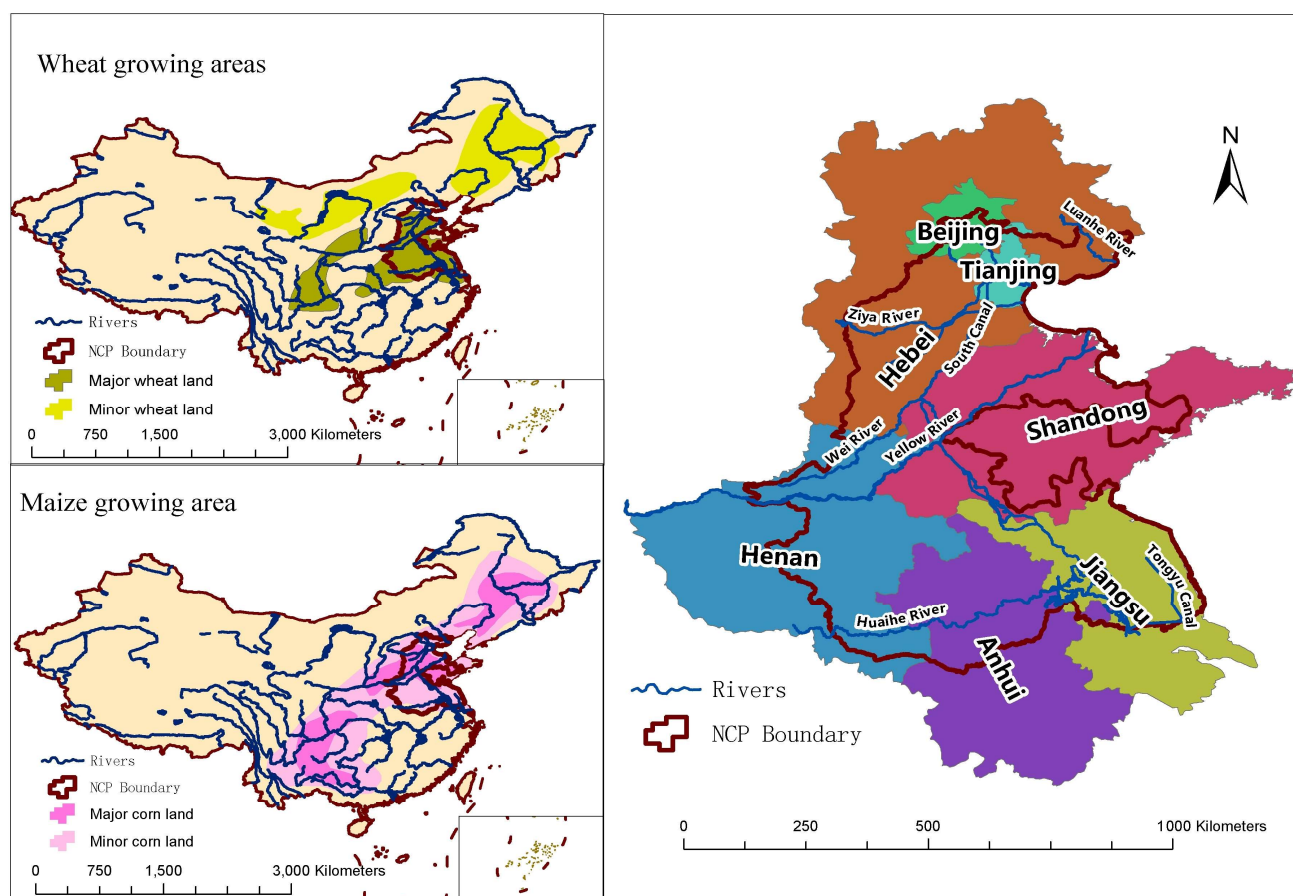 Wheat growing areas
Rivers
NCP Boundary
Major wheat land
Minor wheat land
0 750 1,500 3,000 Kilometers
Maize growing area
Rivers
NCP Boundary
Major corn land
Minor corn land
0 750 1,500 3,000 Kilometers
N
Luanhe River
Beijing
Tianjing
Ziya River
Hebei
South Canal
Shandong
Wei River
Yellow River
Henan
Jiangsu
Tongyu Canal
Huaihe River
Anhui
Rivers
NCP Boundary
0 250 500 1000 Kilometers